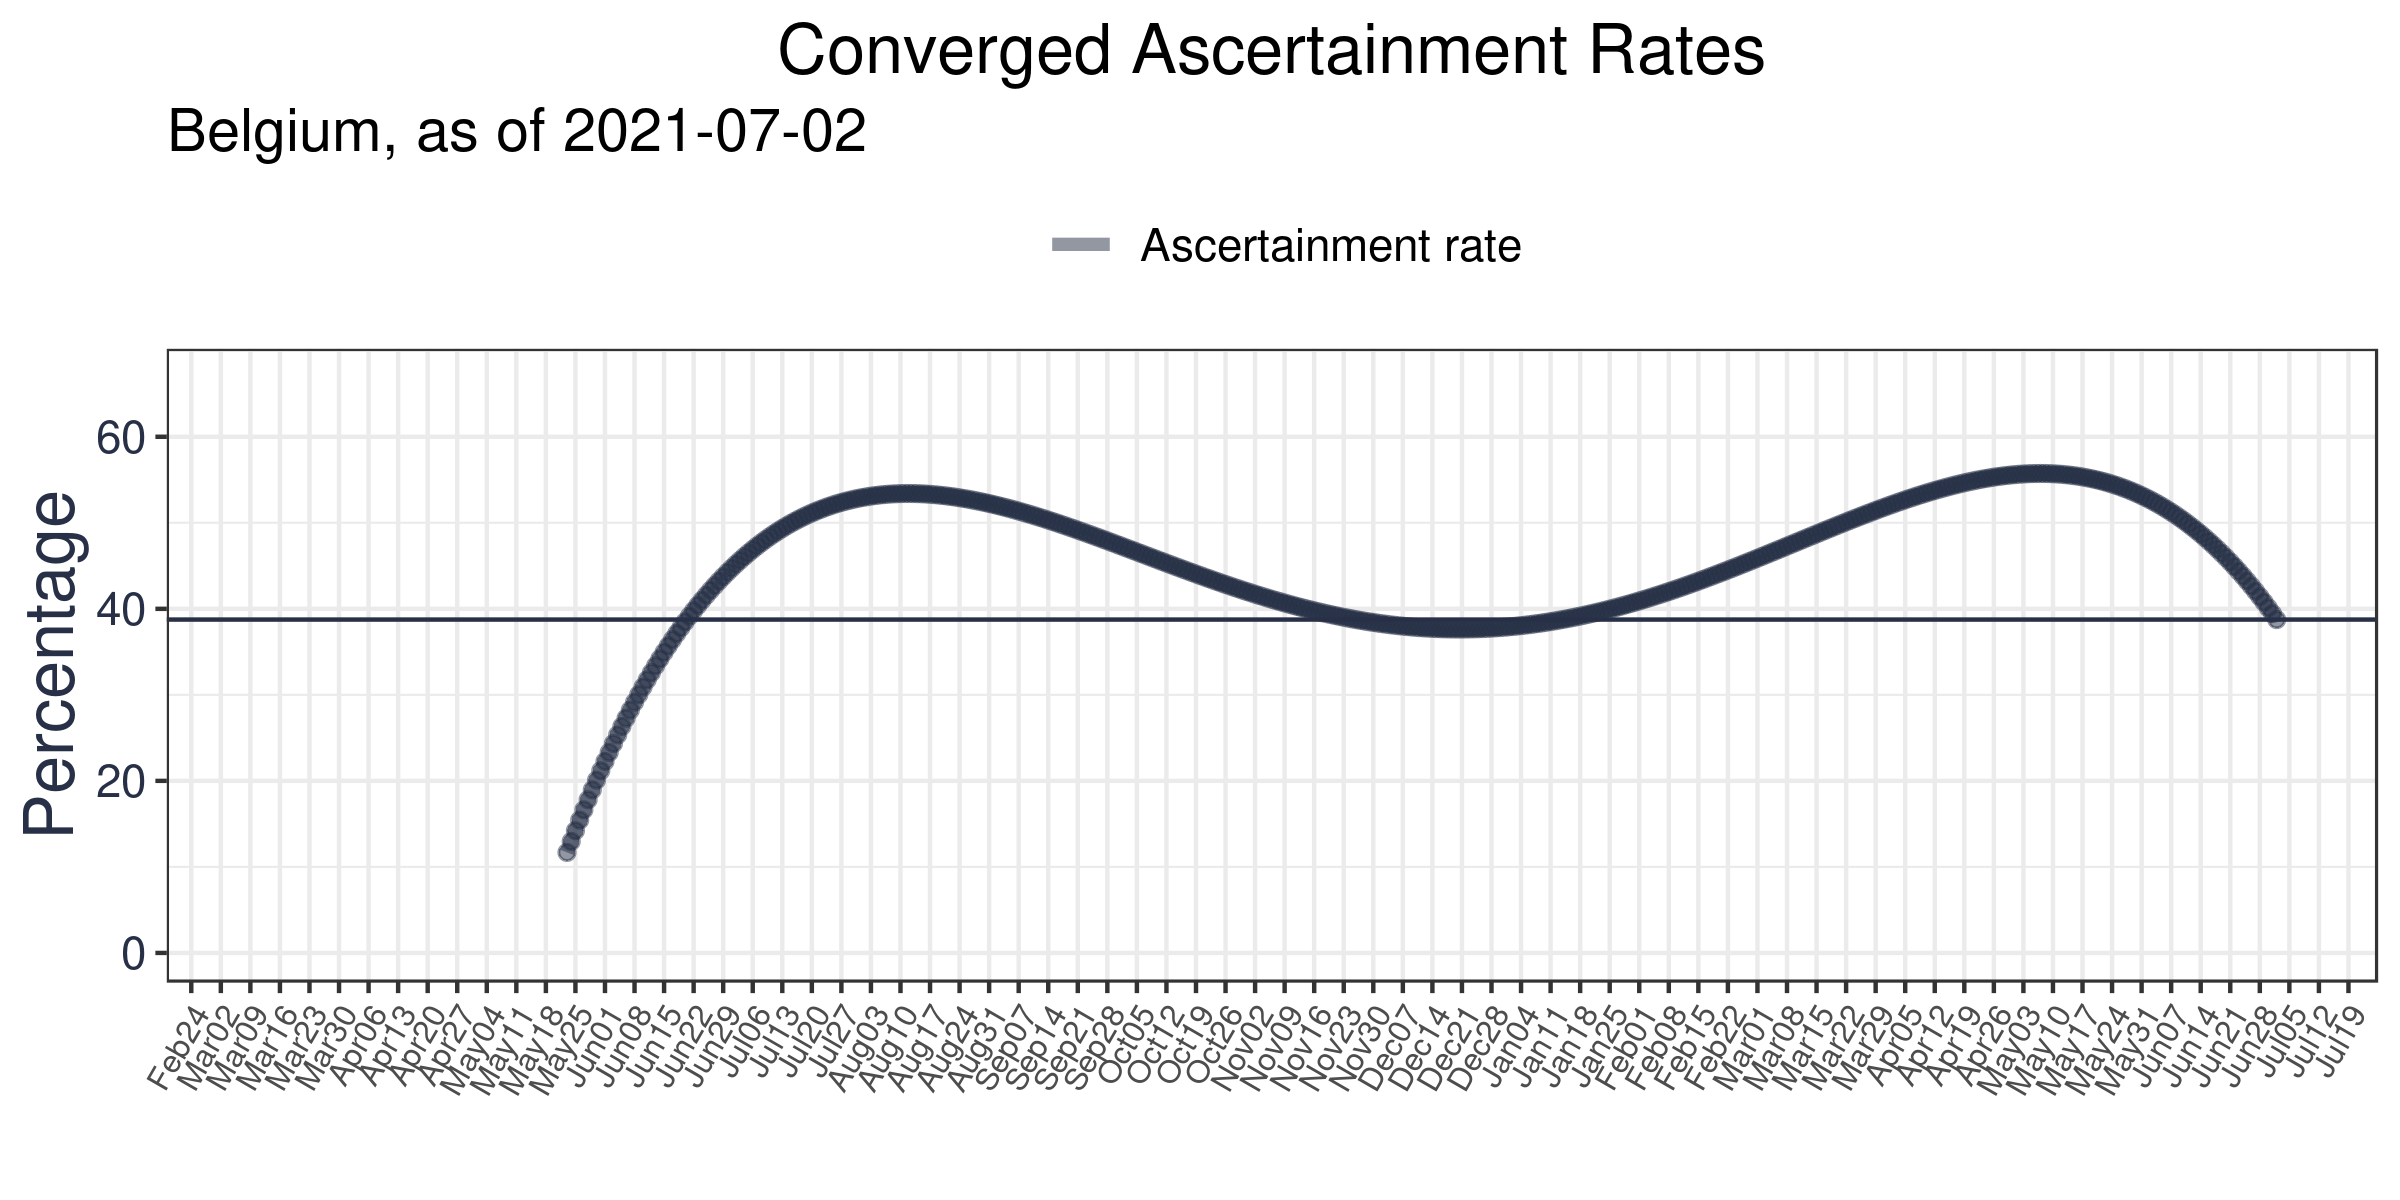 Converged Ascertainment Rates
Belgium, as of 2021-07-02
Ascertainment rate
Percentage
60
40
20
0
Feb24
Mar02
Mar09
Mar16
Mar23
Mar30
Apr06
Apr13
Apr20
Apr27
May04
May11
May18
May25
Jun01
Jun08
Jun15
Jun22
Jun29
Jul06
Jul13
Jul20
Jul27
Aug03
Aug10
Aug17
Aug24
Aug31
Sep07
Sep14
Sep21
Sep28
Oct05
Oct12
Oct19
Oct26
Nov02
Nov09
Nov16
Nov23
Nov30
Dec07
Dec14
Dec21
Dec28
Jan04
Jan11
Jan18
Jan25
Feb01
Feb08
Feb15
Feb22
Mar01
Mar08
Mar15
Mar22
Mar29
Apr05
Apr12
Apr19
Apr26
May03
May10
May17
May24
May31
Jun07
Jun14
Jun21
Jun28
Jul05
Jul12
Jul19